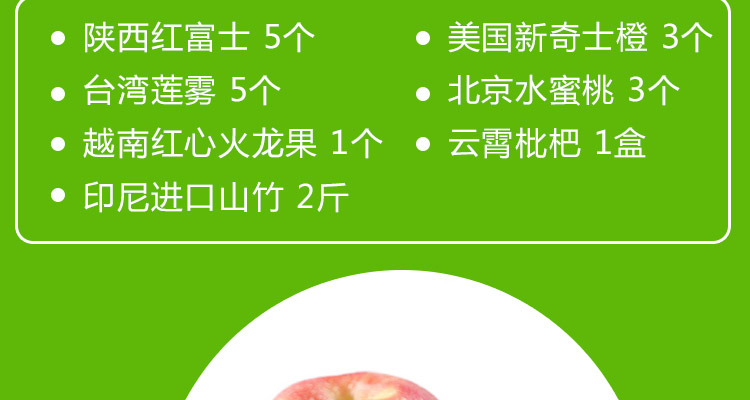 陕西红富士 5个
美国新奇士橙 3个
台湾莲雾 5个
北京水蜜桃 3个
越南红心火龙果 1个
云霄枇杷 1盒
印尼进口山竹 2斤